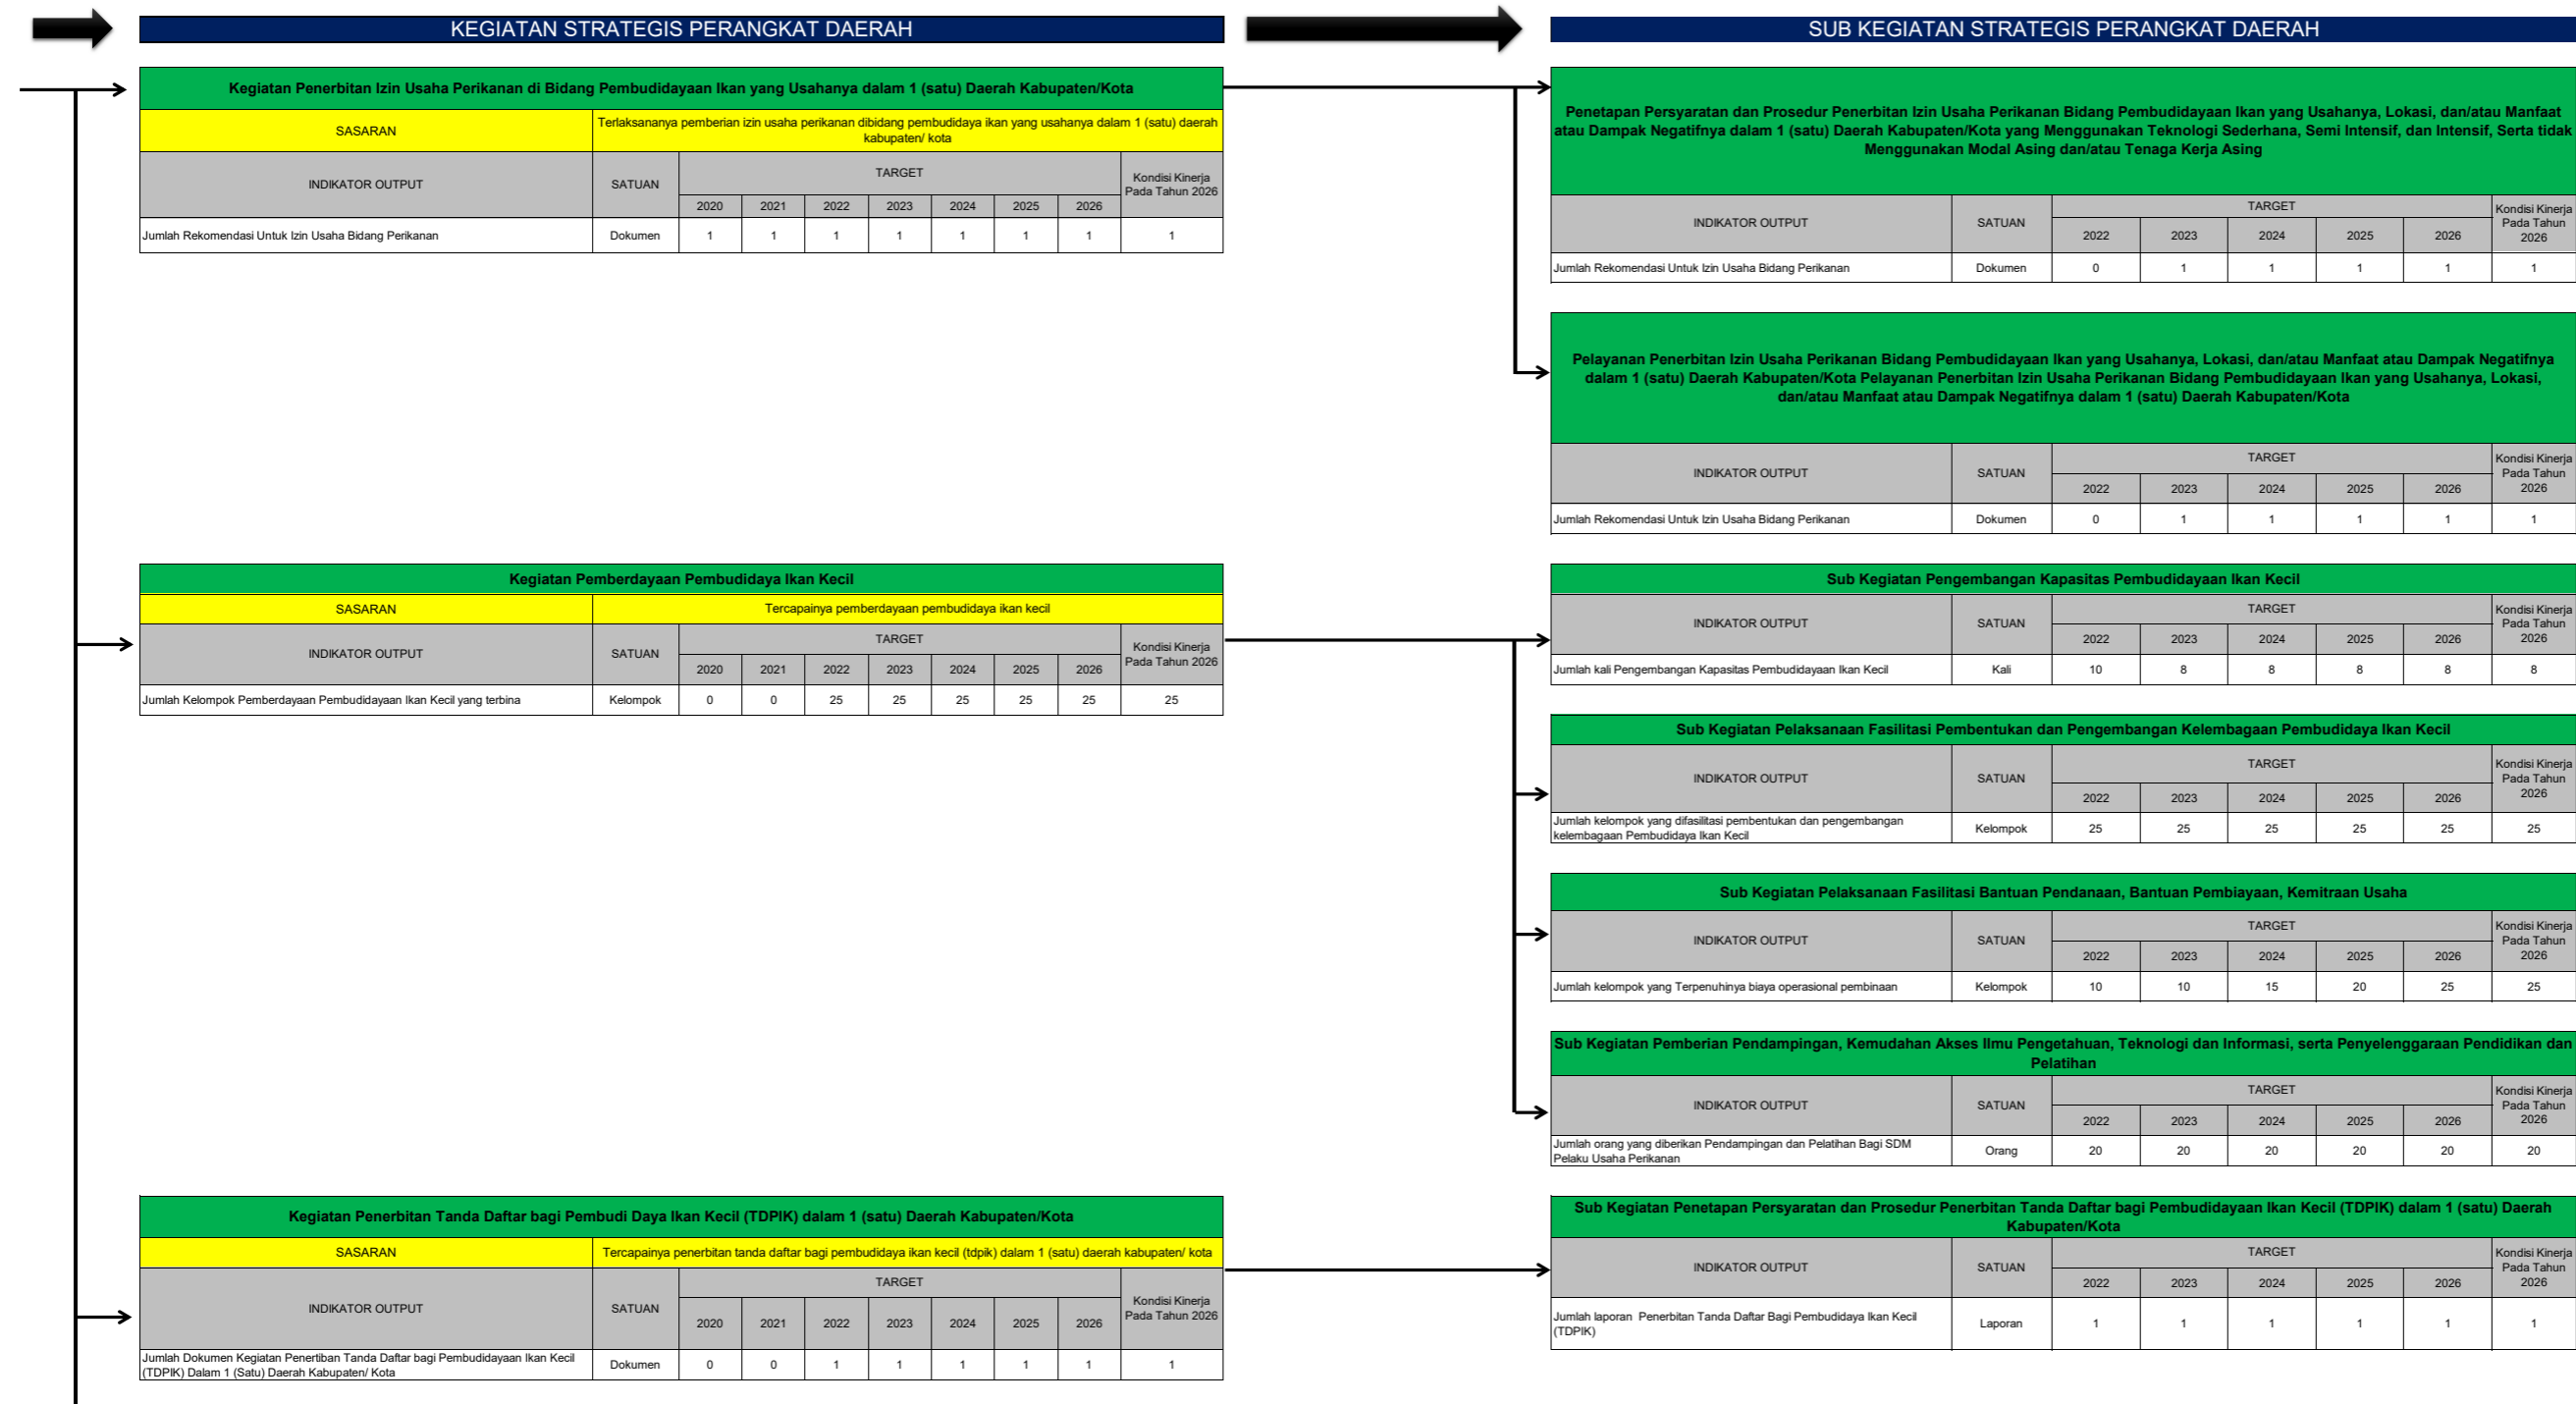 KEGIATAN STRATEGIS PERANGKAT DAERAH
SUB KEGIATAN STRATEGIS PERANGKAT DAERAH
Kegiatan Penerbitan Izin Usaha Perikanan di Bidang Pembudidayaan Ikan yang Usahanya dalam 1 (satu) Daerah Kabupaten/Kota
SASARAN
Terlaksananya pemberian izin usaha perikanan dibidang pembudidaya ikan yang usahanya dalam 1 (satu) daerah
kabupaten/ kota
INDIKATOR OUTPUT
SATUAN
TARGET
Kondisi Kinerja
Pada Tahun 2026
2020 2021 2022 2023 2024 2025 2026
Jumlah Rekomendasi Untuk Izin Usaha Bidang Perikanan Dokumen 1 1 1 1 1 1 1 1
Penetapan Persyaratan dan Prosedur Penerbitan Izin Usaha Perikanan Bidang Pembudidayaan Ikan yang Usahanya, Lokasi, dan/atau Manfaat
atau Dampak Negatifnya dalam 1 (satu) Daerah Kabupaten/Kota yang Menggunakan Teknologi Sederhana, Semi Intensif, dan Intensif, Serta tidak
Menggunakan Modal Asing dan/atau Tenaga Kerja Asing
INDIKATOR OUTPUT
SATUAN
TARGET
Kondisi Kinerja
Pada Tahun
2026
2022 2023 2024 2025 2026
Jumlah Rekomendasi Untuk Izin Usaha Bidang Perikanan Dokumen 0 1 1 1 1 1
Pelayanan Penerbitan Izin Usaha Perikanan Bidang Pembudidayaan Ikan yang Usahanya, Lokasi, dan/atau Manfaat atau Dampak Negatifnya
dalam 1 (satu) Daerah Kabupaten/Kota Pelayanan Penerbitan Izin Usaha Perikanan Bidang Pembudidayaan Ikan yang Usahanya, Lokasi,
dan/atau Manfaat atau Dampak Negatifnya dalam 1 (satu) Daerah Kabupaten/Kota
INDIKATOR OUTPUT
SATUAN
TARGET
Kondisi Kinerja
Pada Tahun
2026
2022 2023 2024 2025 2026
Jumlah Rekomendasi Untuk Izin Usaha Bidang Perikanan Dokumen 0 1 1 1 1 1
Kegiatan Pemberdayaan Pembudidaya Ikan Kecil
SASARAN
Tercapainya pemberdayaan pembudidaya ikan kecil
INDIKATOR OUTPUT
SATUAN
TARGET
Kondisi Kinerja
Pada Tahun 2026
2020 2021 2022 2023 2024 2025 2026
Jumlah Kelompok Pemberdayaan Pembudidayaan Ikan Kecil yang terbina Kelompok 0 0 25 25 25 25 25 25
Sub Kegiatan Pengembangan Kapasitas Pembudidayaan Ikan Kecil
INDIKATOR OUTPUT
SATUAN
TARGET
Kondisi Kinerja
Pada Tahun
2026
2022 2023 2024 2025 2026
Jumlah kali Pengembangan Kapasitas Pembudidayaan Ikan Kecil Kali 10 8 8 8 8 8
Sub Kegiatan Pelaksanaan Fasilitasi Pembentukan dan Pengembangan Kelembagaan Pembudidaya Ikan Kecil
INDIKATOR OUTPUT
SATUAN
TARGET
Kondisi Kinerja
Pada Tahun
2026
2022 2023 2024 2025 2026
Jumlah kelompok yang difasilitasi pembentukan dan pengembangan
kelembagaan Pembudidaya Ikan Kecil Kelompok 25 25 25 25 25 25
Sub Kegiatan Pelaksanaan Fasilitasi Bantuan Pendanaan, Bantuan Pembiayaan, Kemitraan Usaha
INDIKATOR OUTPUT
SATUAN
TARGET
Kondisi Kinerja
Pada Tahun
2026
2022 2023 2024 2025 2026
Jumlah kelompok yang Terpenuhinya biaya operasional pembinaan Kelompok 10 10 15 20 25 25
Sub Kegiatan Pemberian Pendampingan, Kemudahan Akses Ilmu Pengetahuan, Teknologi dan Informasi, serta Penyelenggaraan Pendidikan dan
Pelatihan
INDIKATOR OUTPUT
SATUAN
TARGET
Kondisi Kinerja
Pada Tahun
2026
2022 2023 2024 2025 2026
Jumlah orang yang diberikan Pendampingan dan Pelatihan Bagi SDM
Pelaku Usaha Perikanan Orang 20 20 20 20 20 20
Kegiatan Penerbitan Tanda Daftar bagi Pembudi Daya Ikan Kecil (TDPIK) dalam 1 (satu) Daerah Kabupaten/Kota
SASARAN
Tercapainya penerbitan tanda daftar bagi pembudidaya ikan kecil (tdpik) dalam 1 (satu) daerah kabupaten/ kota
INDIKATOR OUTPUT
SATUAN
TARGET
Kondisi Kinerja
Pada Tahun 2026
2020 2021 2022 2023 2024 2025 2026
Jumlah Dokumen Kegiatan Penertiban Tanda Daftar bagi Pembudidayaan Ikan Kecil
(TDPIK) Dalam 1 (Satu) Daerah Kabupaten/ Kota Dokumen 0 0 1 1 1 1 1 1
Sub Kegiatan Penetapan Persyaratan dan Prosedur Penerbitan Tanda Daftar bagi Pembudidayaan Ikan Kecil (TDPIK) dalam 1 (satu) Daerah
Kabupaten/Kota
INDIKATOR OUTPUT
SATUAN
TARGET
Kondisi Kinerja
Pada Tahun
2026
2022 2023 2024 2025 2026
Jumlah laporan Penerbitan Tanda Daftar Bagi Pembudidaya Ikan Kecil
(TDPIK) Laporan 1 1 1 1 1 1